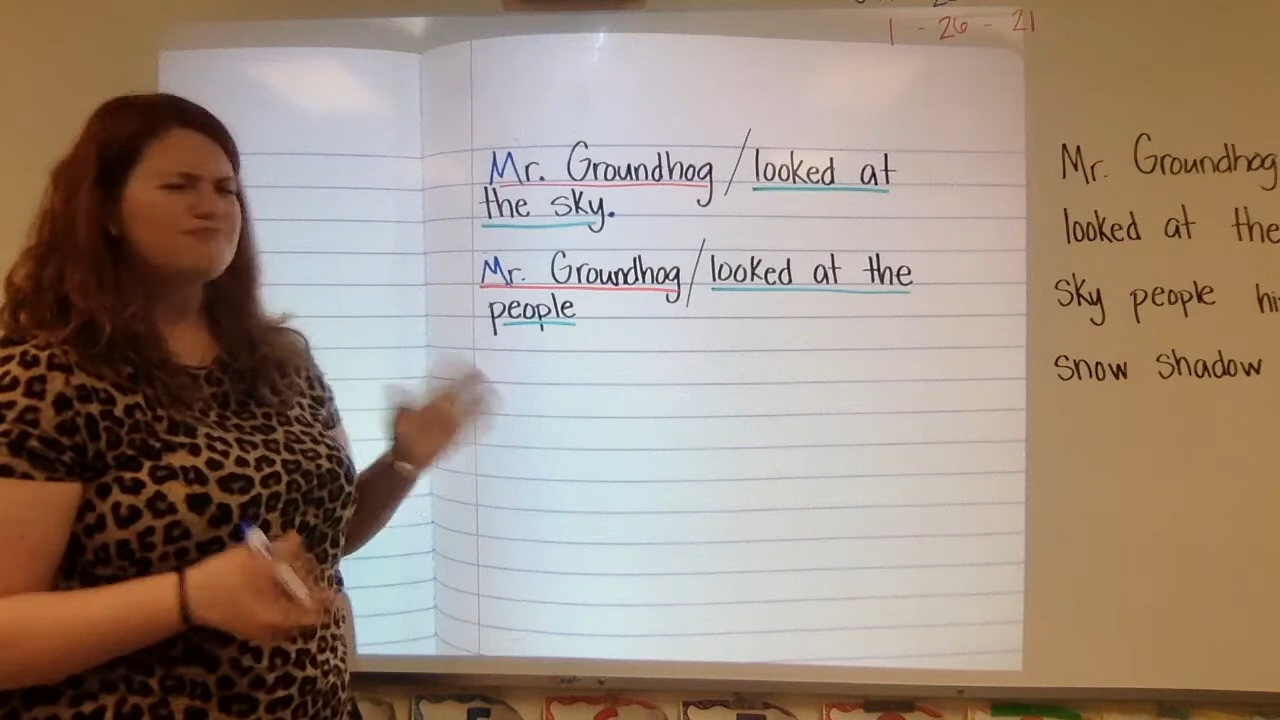 1 - 26 - 21
Mr. Groundhog / looked at
the sky.
Mr. Groundhog / looked at the
people
Mr. Groundhog
looked at the
sky people
snow shadow